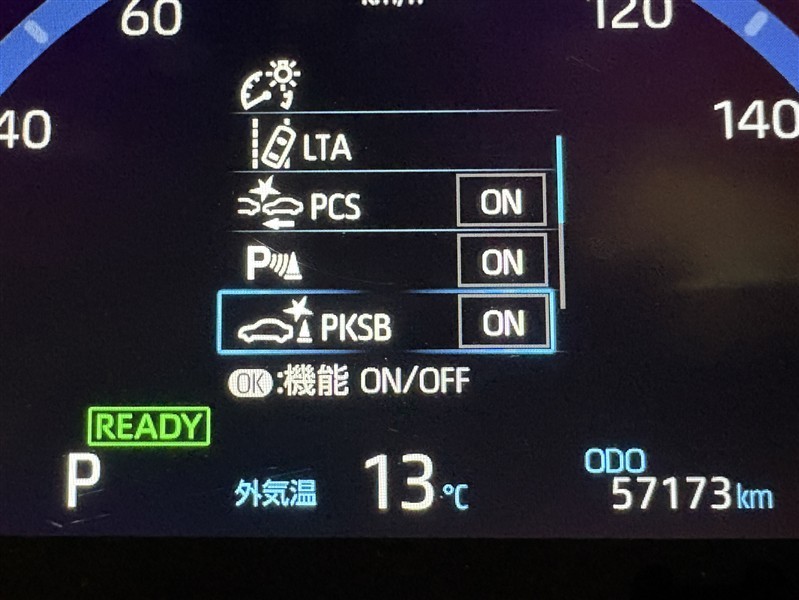 60 km/h 120
40 140
LTA
PCS ON
P ON
PKSB ON
OK:機能 ON/OFF
READY
P 外気温 13℃ ODO 57173km